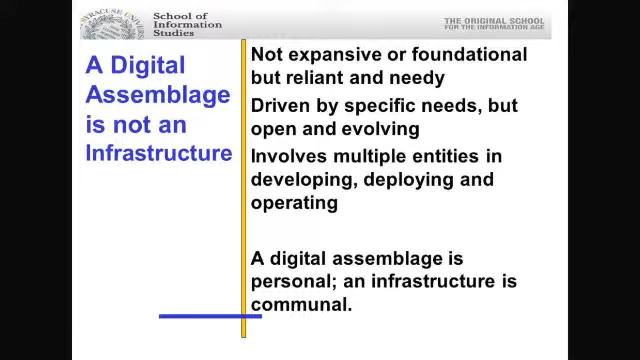 SYRACUSE UNIV
School of
Information
Studies
THE ORIGINAL SCHOOL
FOR THE INFORMATION AGE
A Digital
Assemblage
is not an
Infrastructure
Not expansive or foundational
but reliant and needy
Driven by specific needs, but
open and evolving
Involves multiple entities in
developing, deploying and
operating
A digital assemblage is
personal; an infrastructure is
communal.